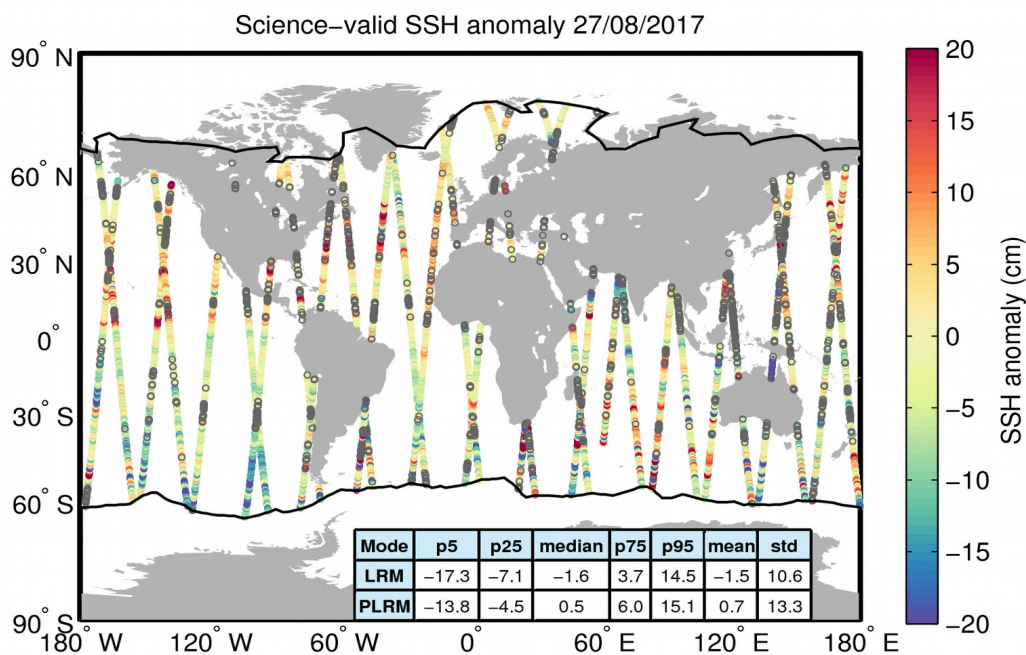 Science−valid SSH anomaly 27/08/2017
90° N
60° N
30° N
0°
30° S
60° S
90° S
180° W
120° W
60° W
0°
60° E
120° E
180° E
Mode p5 p25 median p75 p95 mean std
LRM −17.3 −7.1 −1.6 3.7 14.5 −1.5 10.6
PLRM −13.8 −4.5 0.5 6.0 15.1 0.7 13.3
20
15
10
5
0
−5
−10
−15
−20
SSH anomaly (cm)